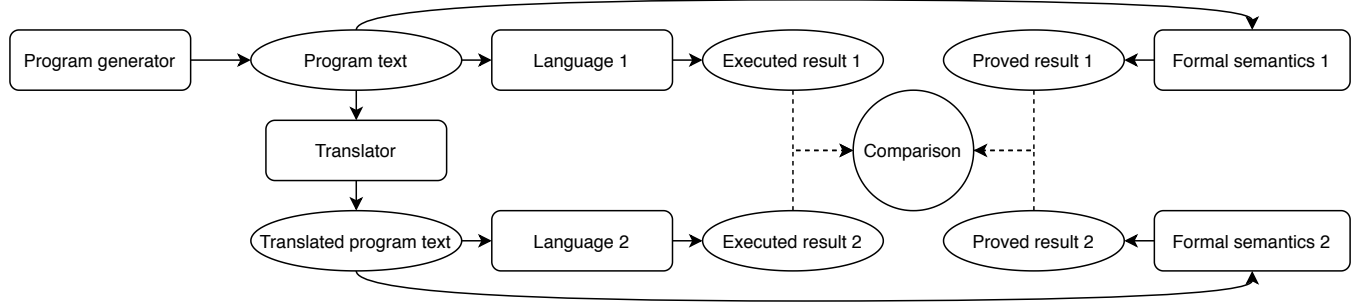 Program generator
Program text
Language 1
Executed result 1
Proved result 1
Formal semantics 1
Translator
Comparison
Translated program text
Language 2
Executed result 2
Proved result 2
Formal semantics 2